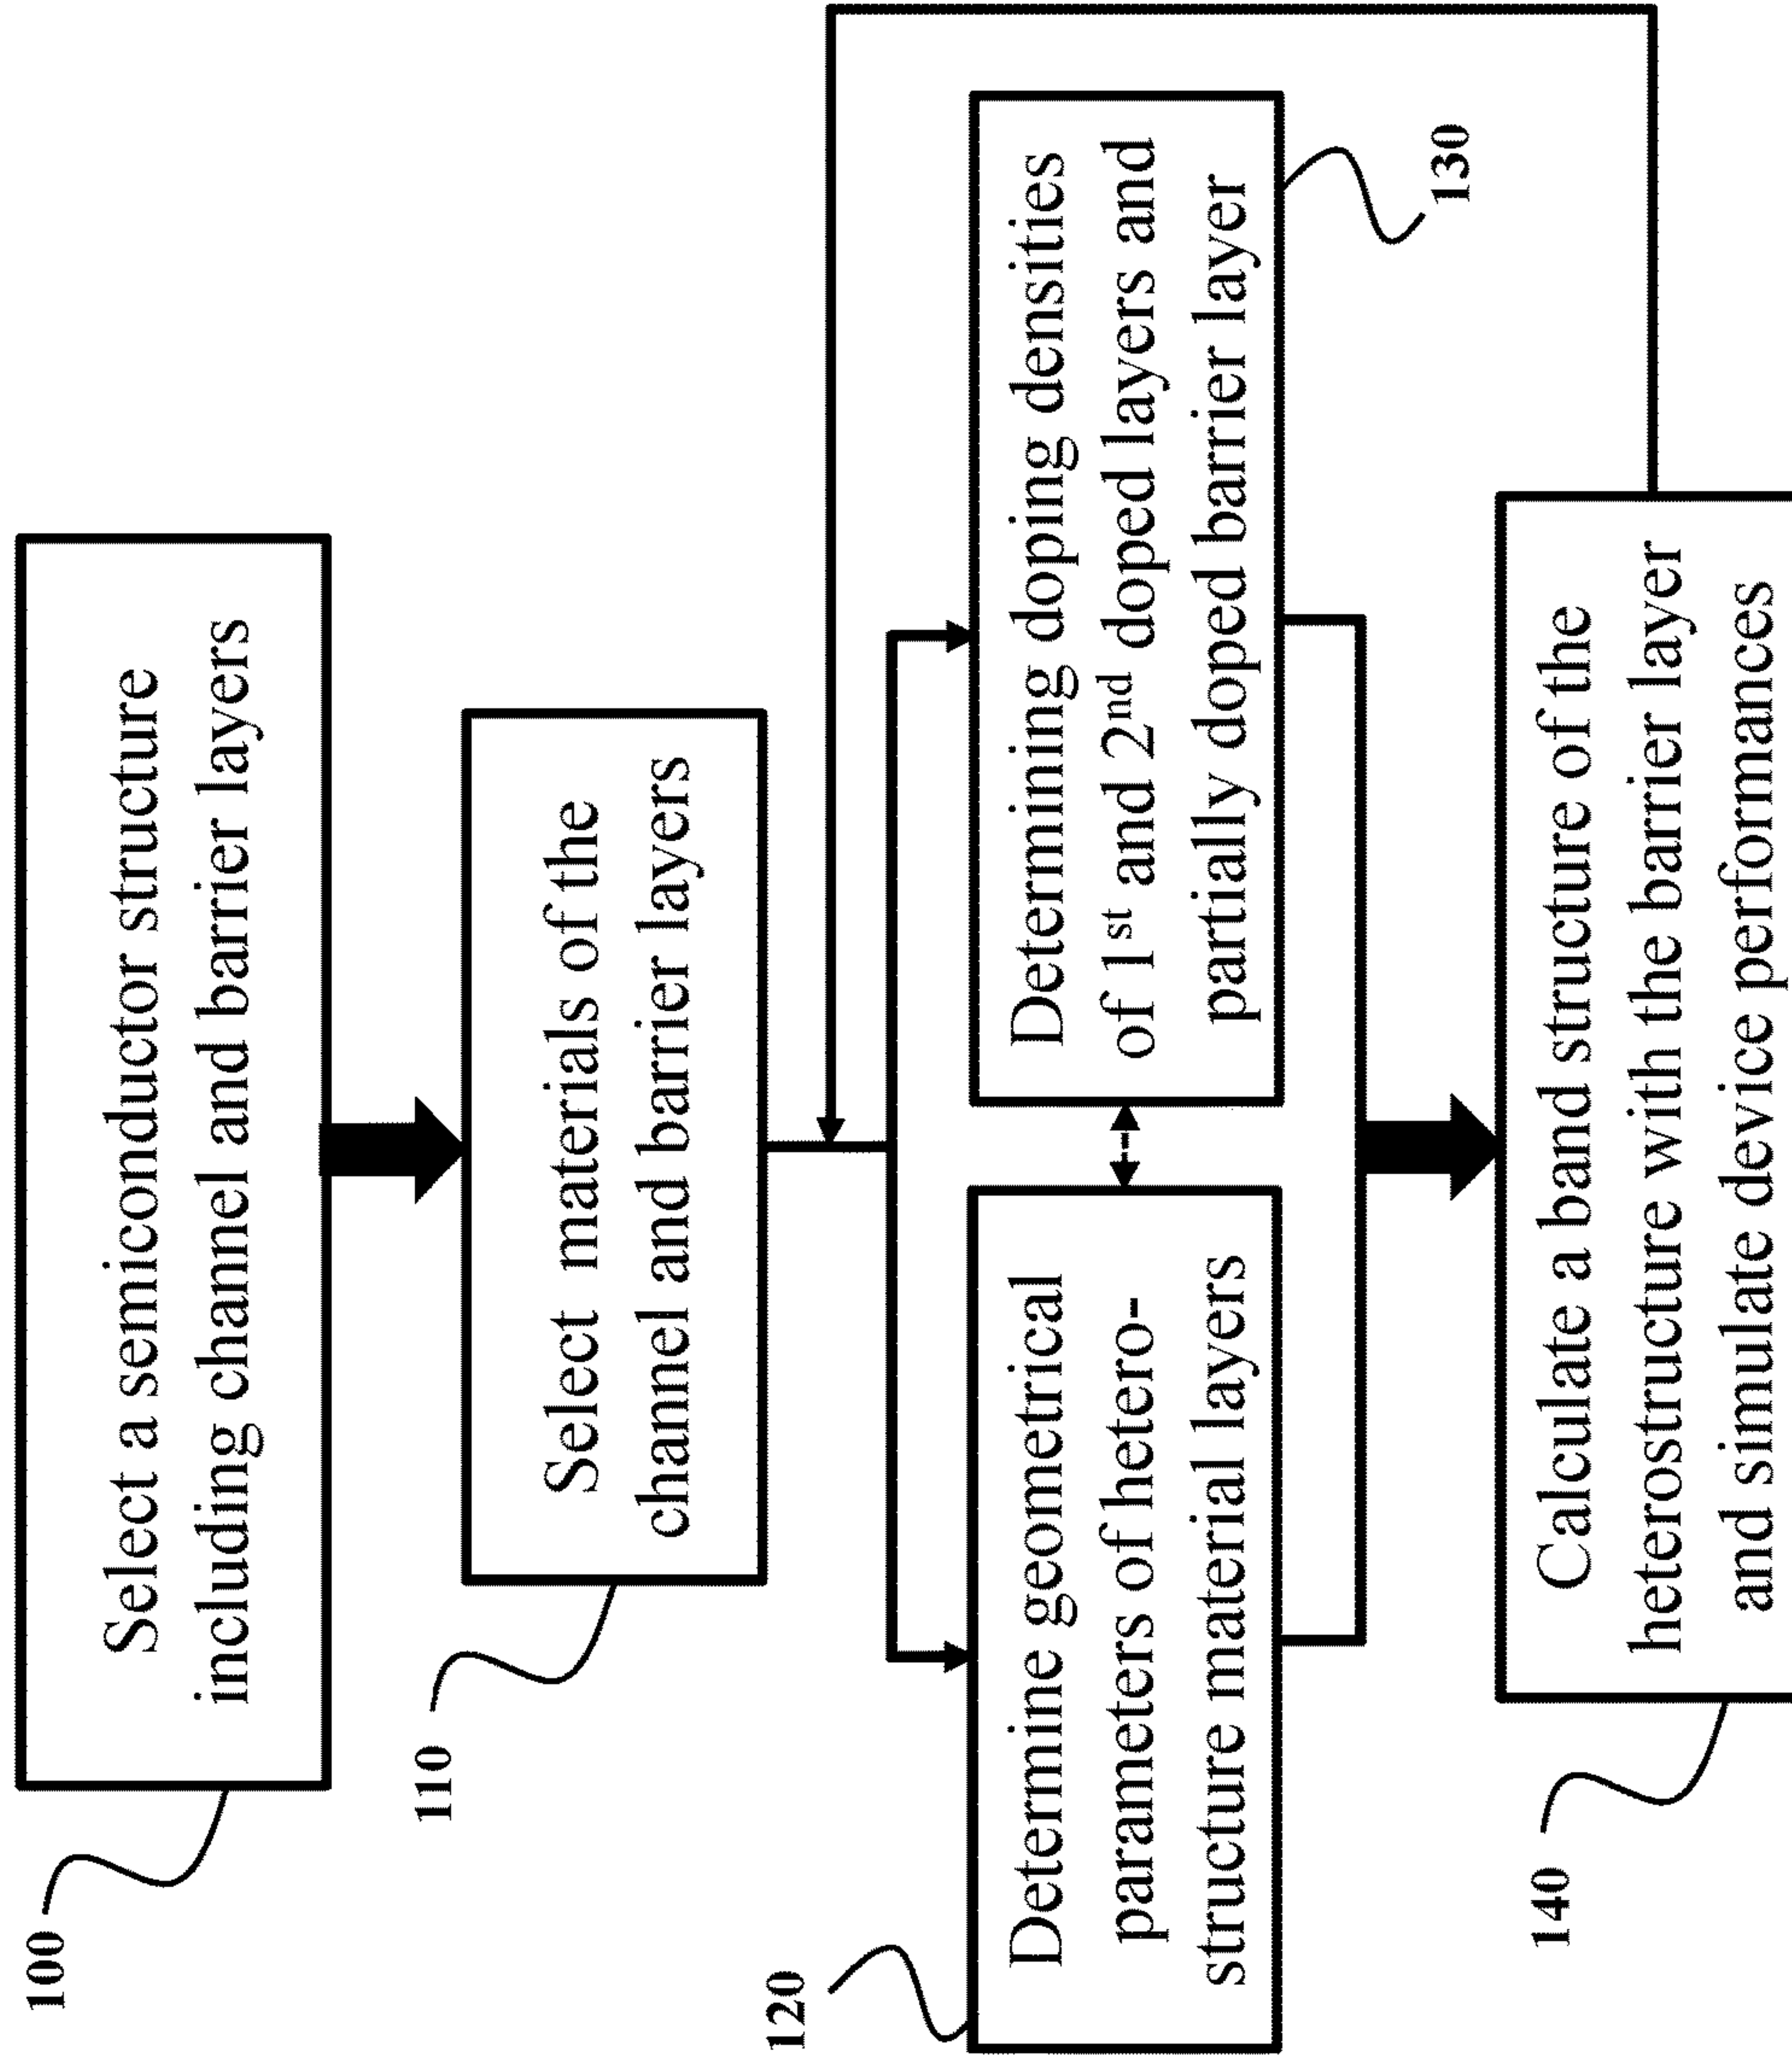 100
Select a semiconductor structure
including channel and barrier layers
110
Select materials of the
channel and barrier layers
120
Determine geometrical
parameters of hetero-
structure material layers
Determining doping densities
of 1st and 2nd doped layers and
partially doped barrier layer
130
140
Calculate a band structure of the
heterostructure with the barrier layer
and simulate device performances